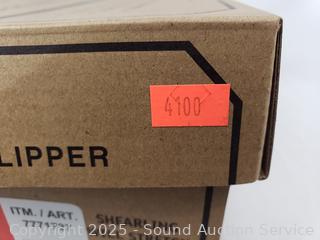 4100
LIPPER
ITM. / ART.
SHEARLING
Copyright 2025 - Sound Auction Service